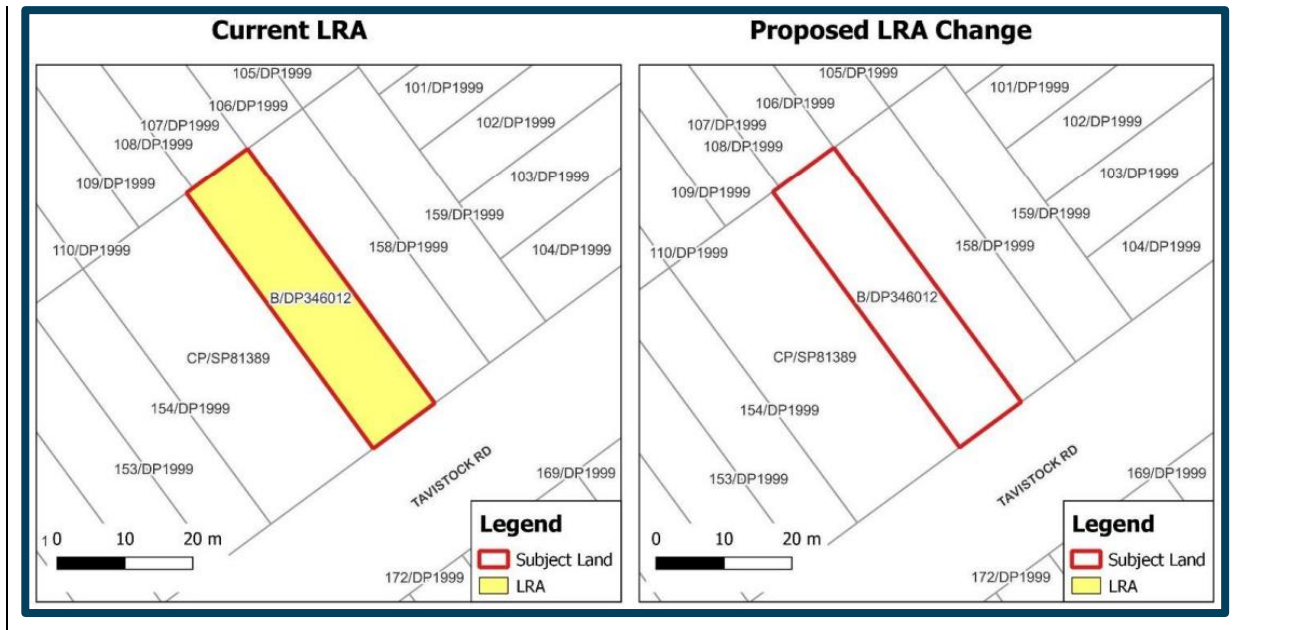 Current LRA
105/DP1999
101/DP1999
106/DP1999
107/DP1999
102/DP1999
108/DP1999
103/DP1999
109/DP1999
159/DP1999
158/DP1999
104/DP1999
110/DP1999
B/DP346012
CP/SP81389
154/DP1999
153/DP1999
TAVISTOCK RD
169/DP1999
1
0 10 20 m
172/DP1999
Legend
Subject Land
LRA
Proposed LRA Change
105/DP1999
101/DP1999
106/DP1999
107/DP1999
102/DP1999
108/DP1999
103/DP1999
109/DP1999
159/DP1999
158/DP1999
104/DP1999
110/DP1999
B/DP346012
CP/SP81389
154/DP1999
153/DP1999
TAVISTOCK RD
169/DP1999
0 10 20 m
172/DP1999
Legend
Subject Land
LRA